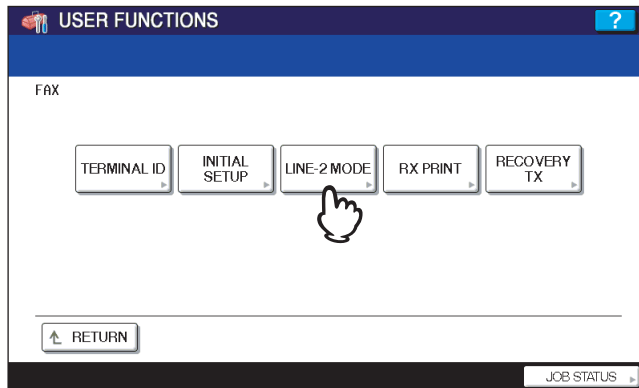 USER FUNCTIONS
?
FAX
TERMINAL ID
INITIAL
SETUP
LINE-2 MODE
RX PRINT
RECOVERY
TX
RETURN
JOB STATUS